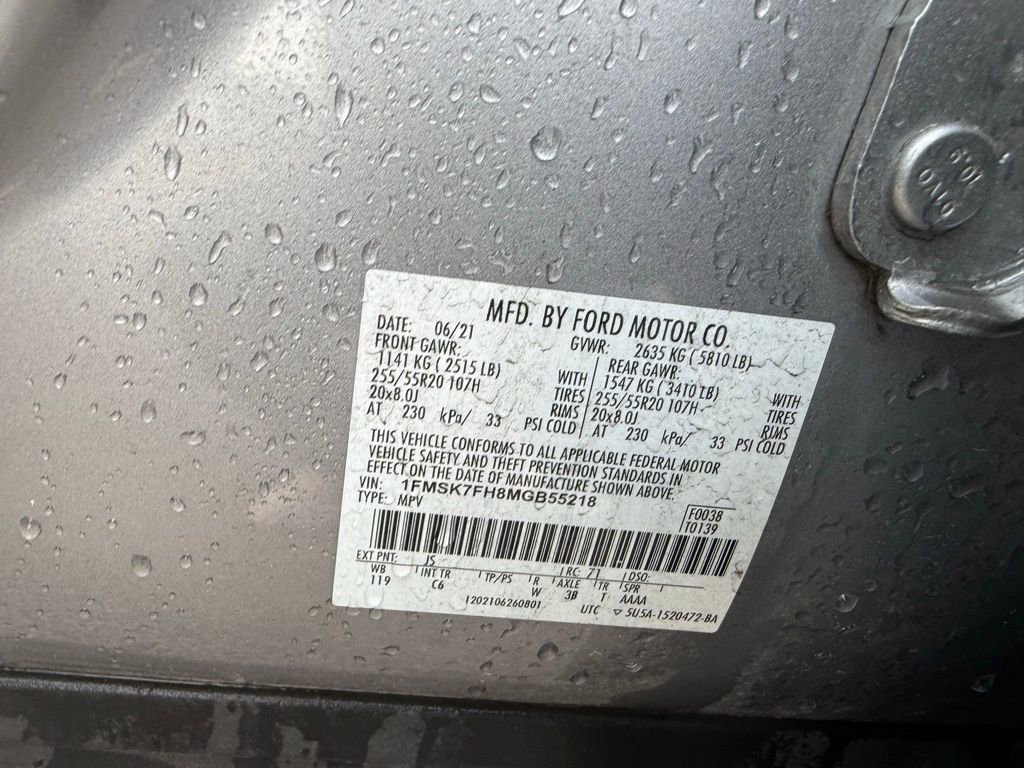 MFD. BY FORD MOTOR CO.
DATE: 06/21 GVWR: 2635 KG ( 5810 LB)
FRONT GAWR: REAR GAWR:
1141 KG ( 2515 LB) WITH 1547 KG ( 3410 LB) WITH
255/55R20 107H TIRES 255/55R20 107H TIRES
20x8.0J RIMS 20x8.0J RIMS
AT 230 kPa/ 33 PSI COLD AT 230 kPa/ 33 PSI COLD
THIS VEHICLE CONFORMS TO ALL APPLICABLE FEDERAL MOTOR
VEHICLE SAFETY AND THEFT PREVENTION STANDARDS IN
EFFECT ON THE DATE OF MANUFACTURE SHOWN ABOVE.
VIN: 1FMSK7FH8MGB55218
TYPE: MPV
F0038
T0139
EXT PNT: JS RC: 71 DSO:
WB INT TR TP/PS R AXLE TR SPR
119 C6 W 3B T AAAA
1202106260801 UTC ▽ 5U5A-1520472-BA
10.9